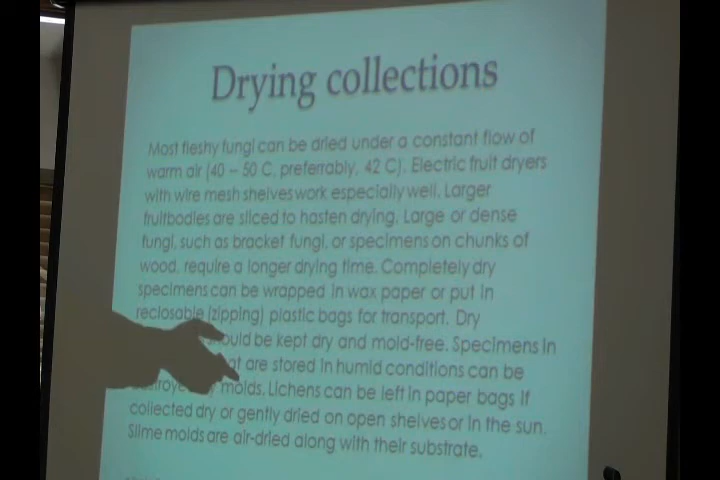 Drying collections
Most fleshy fungi can be dried under a constant flow of
warm air (40 – 50 C, preferrably, 42 C). Electric fruit dryers
with wire mesh shelves work especially well. Larger
fruitbodies are sliced to hasten drying. Large or dense
fungi, such as bracket fungi, or specimens on chunks of
wood, require a longer drying time. Completely dry
specimens can be wrapped in wax paper or put in
reclosable (zipping) plastic bags for transport. Dry
be kept dry and mold-free. Specimens in
are stored in humid conditions can be
molds. Lichens can be left in paper bags if
collected dry or gently dried on open shelves or in the sun.
Slime molds are air-dried along with their substrate.